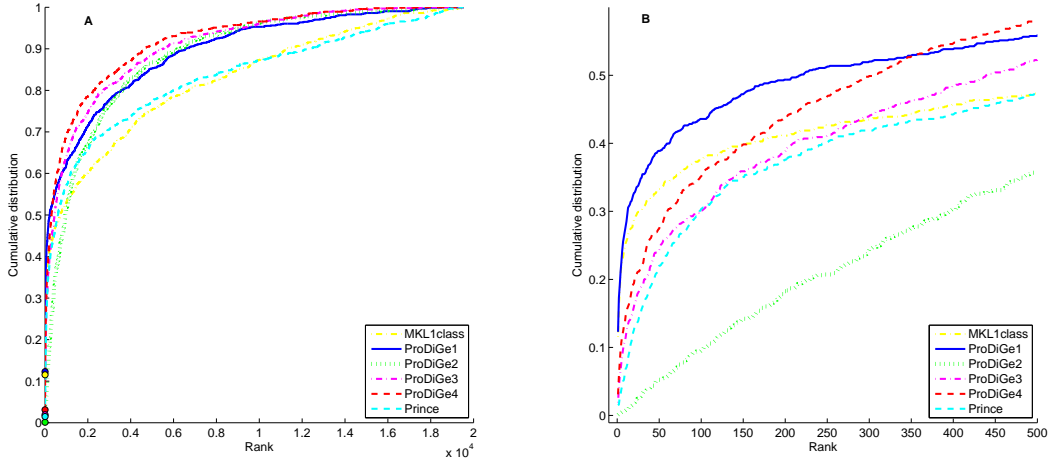 A
Cumulative distribution
1
0.9
0.8
0.7
0.6
0.5
0.4
0.3
0.2
0.1
0
0 0.2 0.4 0.6 0.8 1 1.2 1.4 1.6 1.8 2
x 10^4
Rank
MKL1class
ProDiGe1
ProDiGe2
ProDiGe3
ProDiGe4
Prince
B
Cumulative distribution
0.5
0.4
0.3
0.2
0.1
0
0 50 100 150 200 250 300 350 400 450 500
Rank
MKL1class
ProDiGe1
ProDiGe2
ProDiGe3
ProDiGe4
Prince